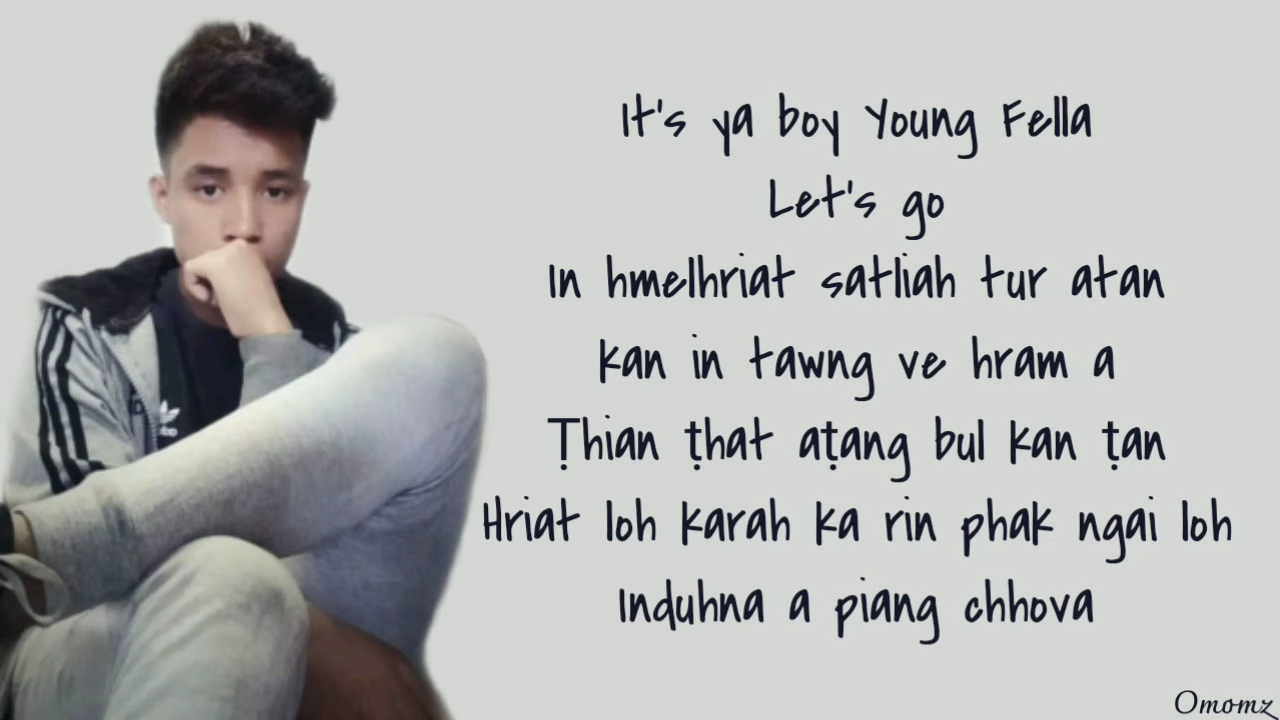 It's ya boy Young Fella
Let's go
In hmelhriat satliah tur atan
kan in tawng ve hram a
Ṭhian ṭhat aṭang bul kan ṭan
Hriat loh karah ka rin phak ngai loh
Induhna a piang chhova
Omomz